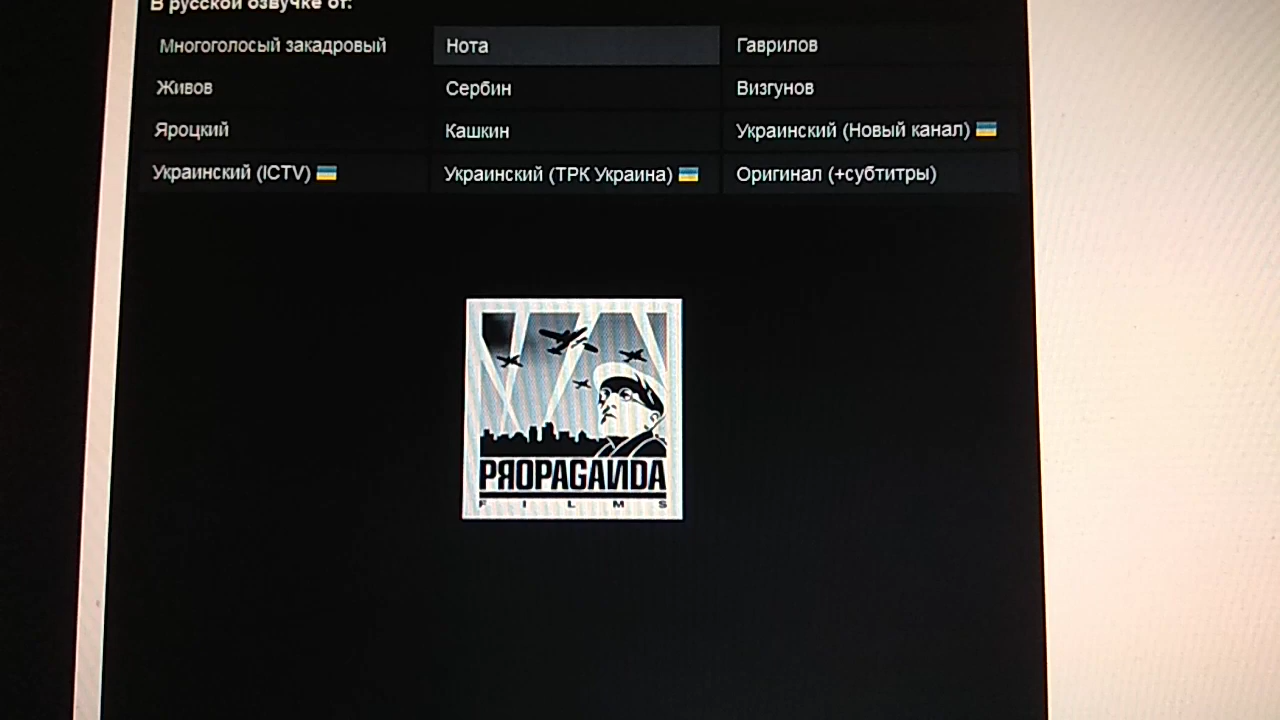 В русской озвучке от:
Многоголосый закадровый Нота Гаврилов
Живов Сербин Визгунов
Яроцкий Кашкин Украинский (Новый канал)
Украинский (ICTV) Украинский (ТРК Украина) Оригинал (+субтитры)
PЯOPAGAИDA
FILMS